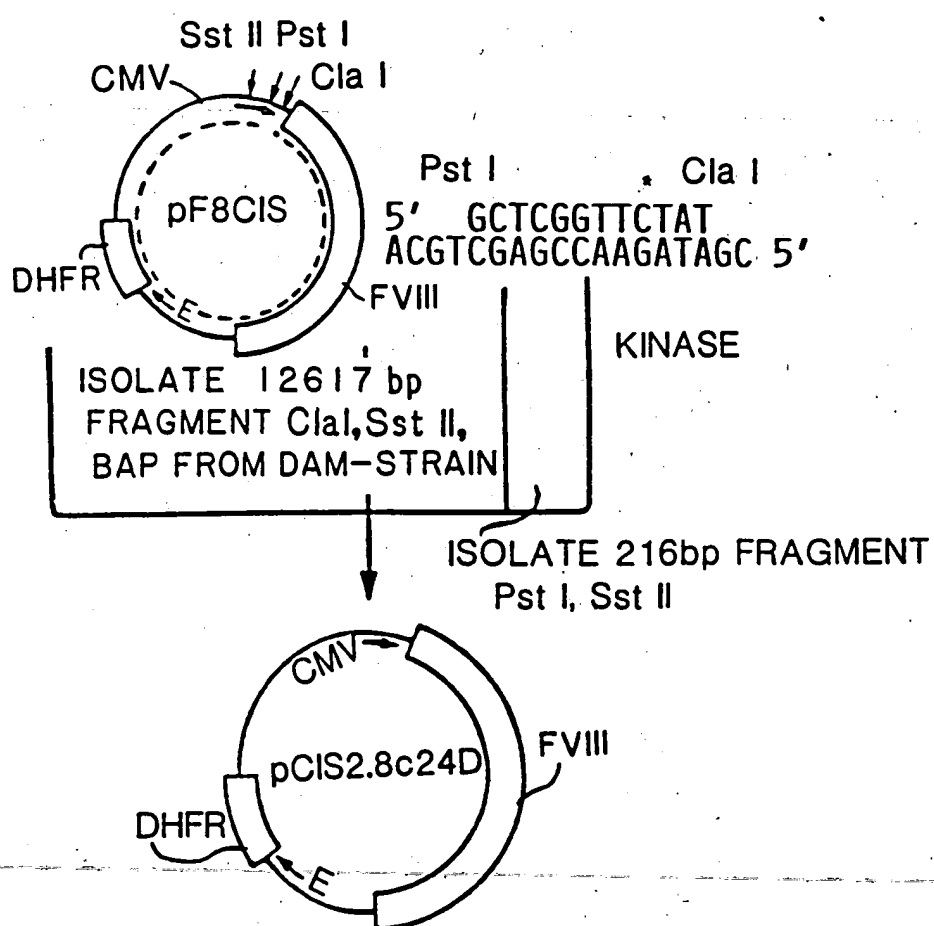 Sst II Pst I
CMV
Cla I
pF8CIS
DHFR
E
FVIII
Pst I
Cla I
5' GCTCGGTTCTAT
ACGTCGAGCCAAGATAGC 5'
KINASE
ISOLATE 12617 bp
FRAGMENT ClaI, Sst II,
BAP FROM DAM-STRAIN
ISOLATE 216bp FRAGMENT
Pst I, Sst II
CMV
pCIS2.8c24D
FVIII
DHFR
E